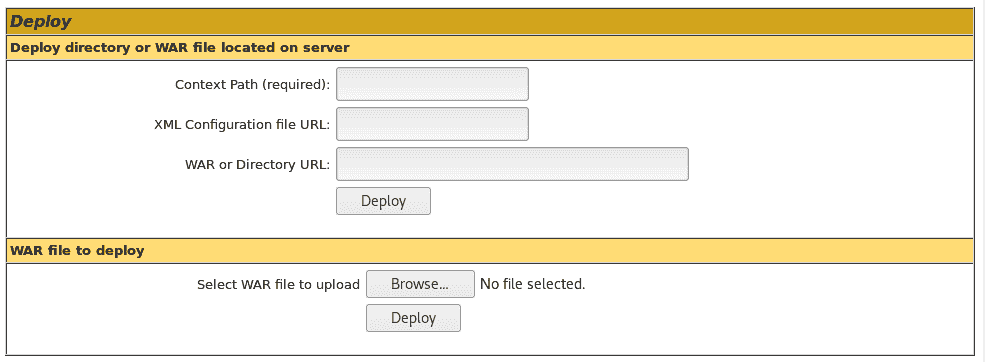 Deploy
Deploy directory or WAR file located on server
Context Path (required):
XML Configuration file URL:
WAR or Directory URL:
Deploy
WAR file to deploy
Select WAR file to upload Browse... No file selected.
Deploy